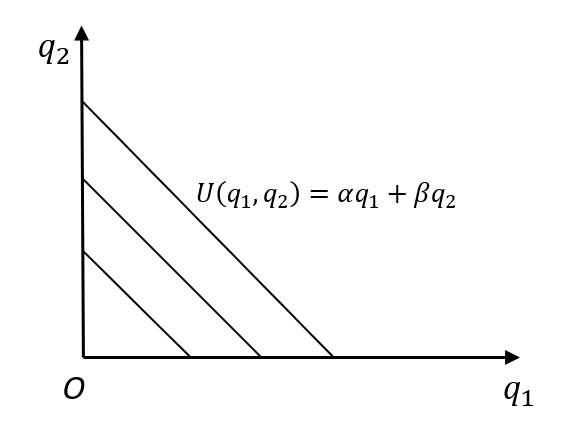 q₂
U(q₁, q₂) = αq₁ + βq₂
O
q₁